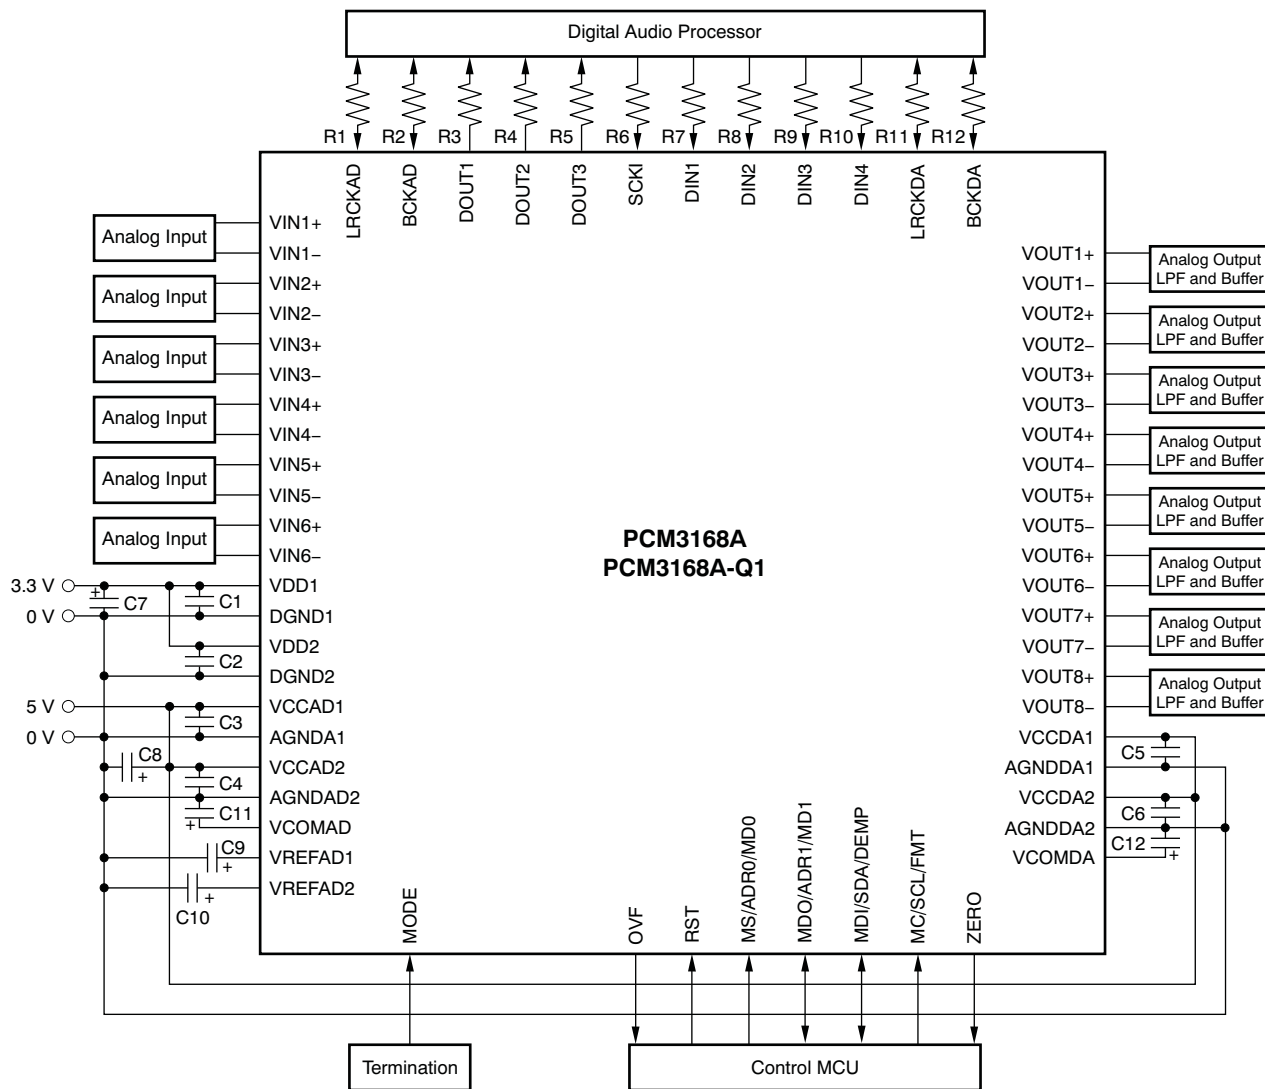 Digital Audio Processor
R1 R2 R3 R4 R5 R6 R7 R8 R9 R10 R11 R12
LRCKAD BCKAD DOUT1 DOUT2 DOUT3 SCKI DIN1 DIN2 DIN3 DIN4 LRCKDA BCKDA
Analog Input
VIN1+
VIN1−
Analog Input
VIN2+
VIN2−
Analog Input
VIN3+
VIN3−
Analog Input
VIN4+
VIN4−
Analog Input
VIN5+
VIN5−
Analog Input
VIN6+
VIN6−
3.3 V
+
C7
C1
VDD1
0 V
DGND1
VDD2
C2
DGND2
5 V
VCCAD1
C3
0 V
AGNDA1
C8
+
VCCAD2
C4
AGNDAD2
C11
+
VCOMAD
C9
+
VREFAD1
C10
+
VREFAD2
PCM3168A
PCM3168A-Q1
VOUT1+
VOUT1−
Analog Output
LPF and Buffer
VOUT2+
VOUT2−
Analog Output
LPF and Buffer
VOUT3+
VOUT3−
Analog Output
LPF and Buffer
VOUT4+
VOUT4−
Analog Output
LPF and Buffer
VOUT5+
VOUT5−
Analog Output
LPF and Buffer
VOUT6+
VOUT6−
Analog Output
LPF and Buffer
VOUT7+
VOUT7−
Analog Output
LPF and Buffer
VOUT8+
VOUT8−
Analog Output
LPF and Buffer
VCCDA1
C5
AGNDDA1
VCCDA2
C6
AGNDDA2
C12
+
VCOMDA
MODE OVF RST MS/ADR0/MD0 MDO/ADR1/MD1 MDI/SDA/DEMP MC/SCL/FMT ZERO
Termination
Control MCU